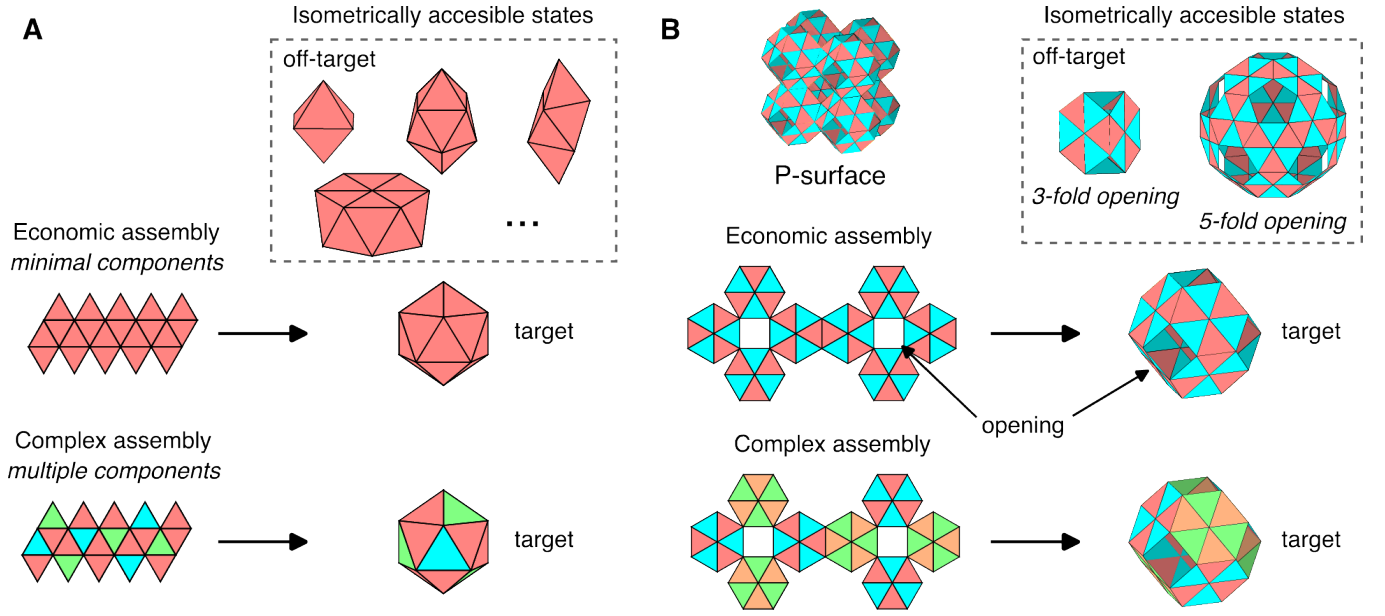 A
Isometrically accesible states
off-target
...
Economic assembly
minimal components
target
Complex assembly
multiple components
target
B
P-surface
Isometrically accesible states
off-target
3-fold opening
5-fold opening
Economic assembly
target
opening
Complex assembly
target